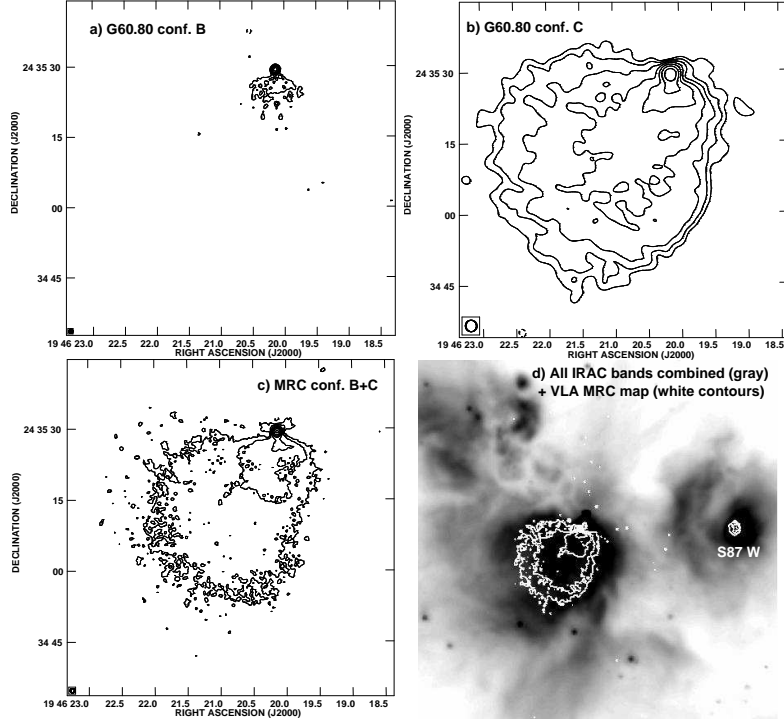 a) G60.80 conf. B
24 35 30
15
00
34 45
DECLINATION (J2000)
19 46 23.0 22.5 22.0 21.5 21.0 20.5 20.0 19.5 19.0 18.5
RIGHT ASCENSION (J2000)
b) G60.80 conf. C
24 35 30
15
00
34 45
DECLINATION (J2000)
19 46 23.0 22.5 22.0 21.5 21.0 20.5 20.0 19.5 19.0 18.5
RIGHT ASCENSION (J2000)
c) MRC conf. B+C
24 35 30
15
00
34 45
DECLINATION (J2000)
19 46 23.0 22.5 22.0 21.5 21.0 20.5 20.0 19.5 19.0 18.5
RIGHT ASCENSION (J2000)
d) All IRAC bands combined (gray)
+ VLA MRC map (white contours)
S87 W